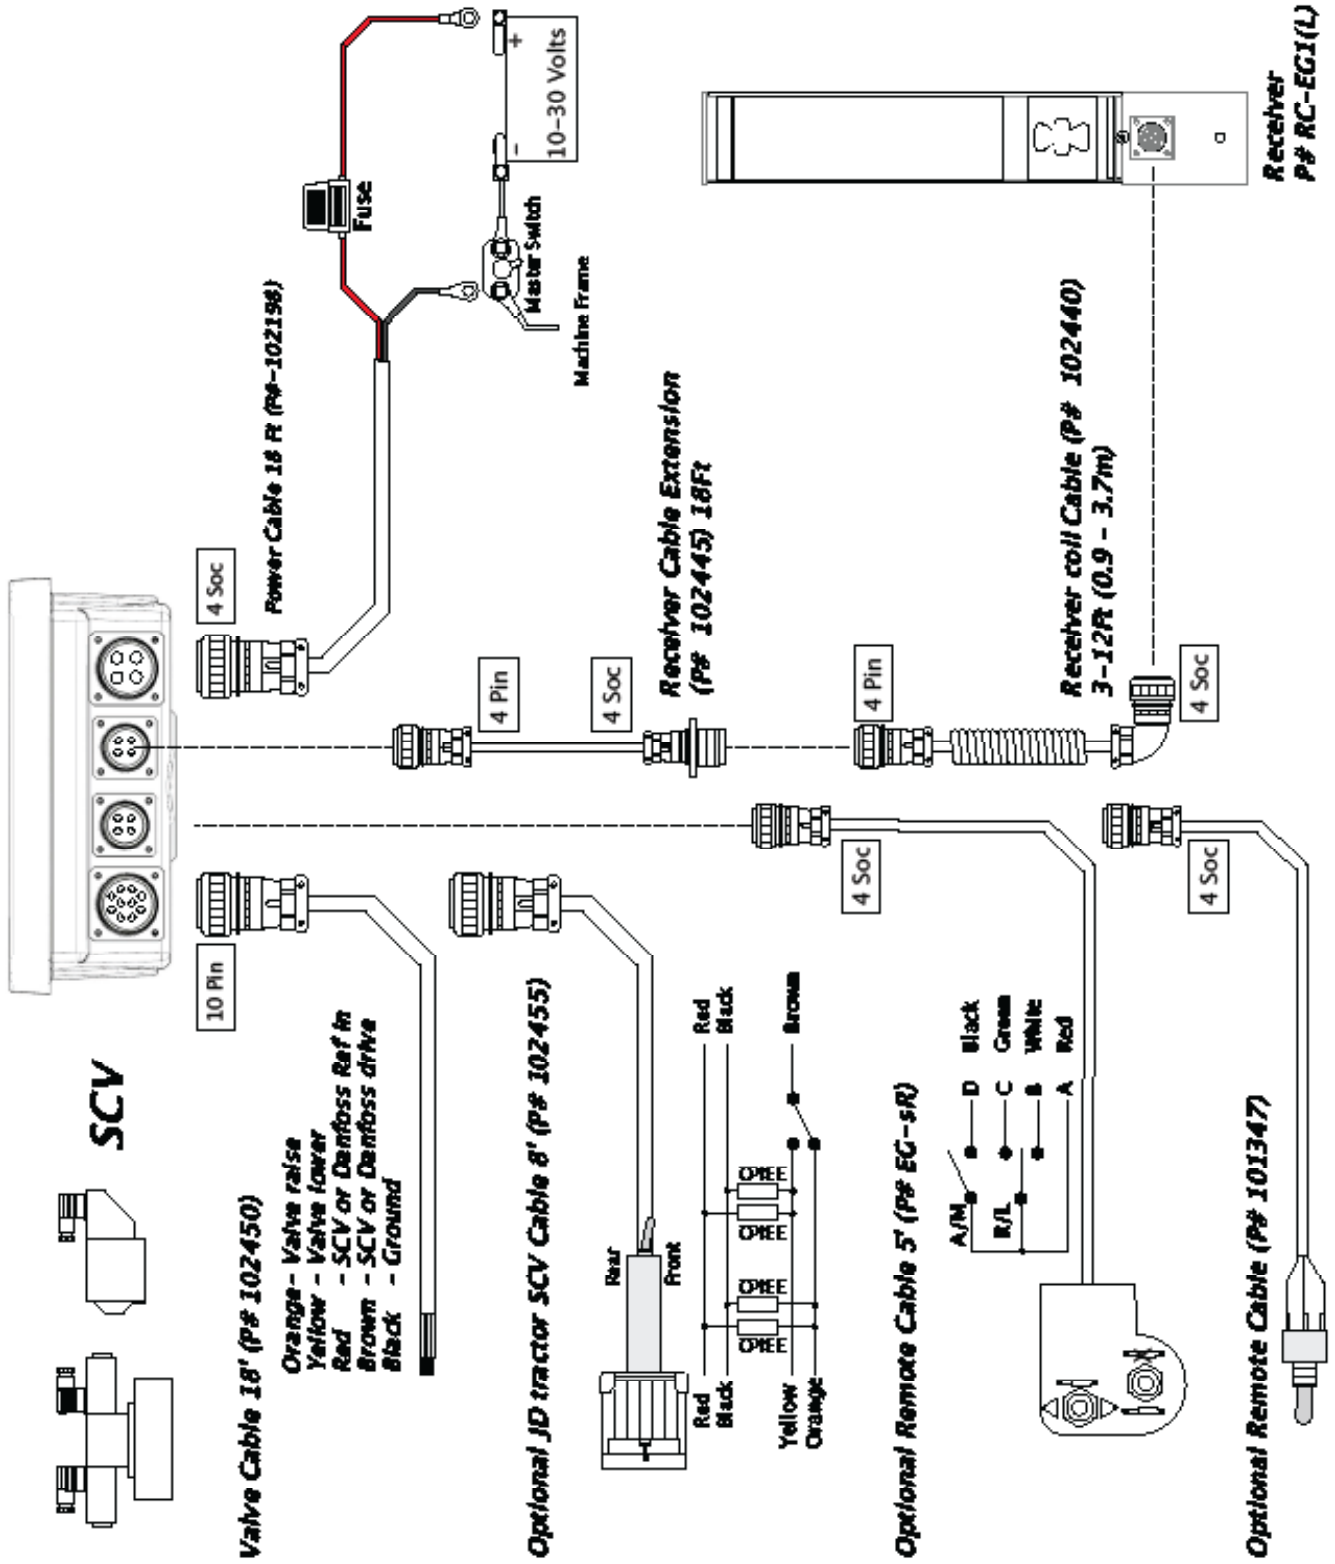 SCV
Valve Cable 18' (P# 102450)
Orange- Valve raise
Yellow - Valve lower
Red - SCV or Danfoss Ref in
Brown - SCV or Danfoss drive
Black - Ground
10 Pin
4 Soc
Power Cable 18 Ft (P#-102198)
Fuse
+
-
10-30 Volts
Master Switch
Machine Frame
4 Pin
4 Soc
Receiver Cable Extension
(P# 102445) 18Ft
Optional JD tractor SCV Cable 8' (P# 102455)
Rear
Front
Red
Black
Yellow
Orange
Red
Black
Brown
4 Pin
4 Soc
Receiver coil Cable (P# 102440)
3-12Ft (0.9 - 3.7m)
Receiver
P# RC-EG1(L)
4 Soc
Optional Remote Cable 5' (P# EG-sR)
A/M
R/L
D Black
C Green
B White
A Red
4 Soc
Optional Remote Cable (P# 101347)